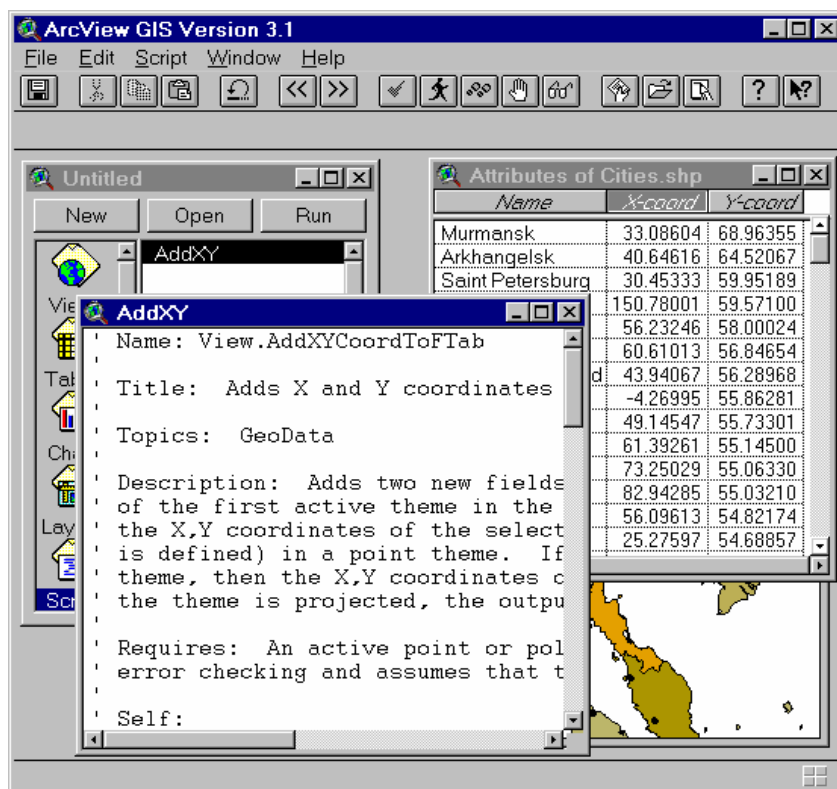 ArcView GIS Version 3.1
File Edit Script Window Help
Untitled
New Open Run
AddXY
Attributes of Cities.shp
Name X-coord Y-coord
Murmansk 33.08604 68.96355
Arkhangelsk 40.64616 64.52067
Saint Petersburg 30.45333 59.95189
150.78001 59.57100
56.23246 58.00024
60.61013 56.84654
d 43.94067 56.28968
-4.26995 55.86281
49.14547 55.73301
61.39261 55.14500
73.25029 55.06330
82.94285 55.03210
56.09613 54.82174
25.27597 54.68857
AddXY
' Name: View.AddXYCoordToFTab
'
' Title: Adds X and Y coordinates
'
' Topics: GeoData
'
' Description: Adds two new fields
' of the first active theme in the
' the X,Y coordinates of the select
' is defined) in a point theme. If
' theme, then the X,Y coordinates
' the theme is projected, the outpu
'
' Requires: An active point or pol
' error checking and assumes that t
'
' Self: